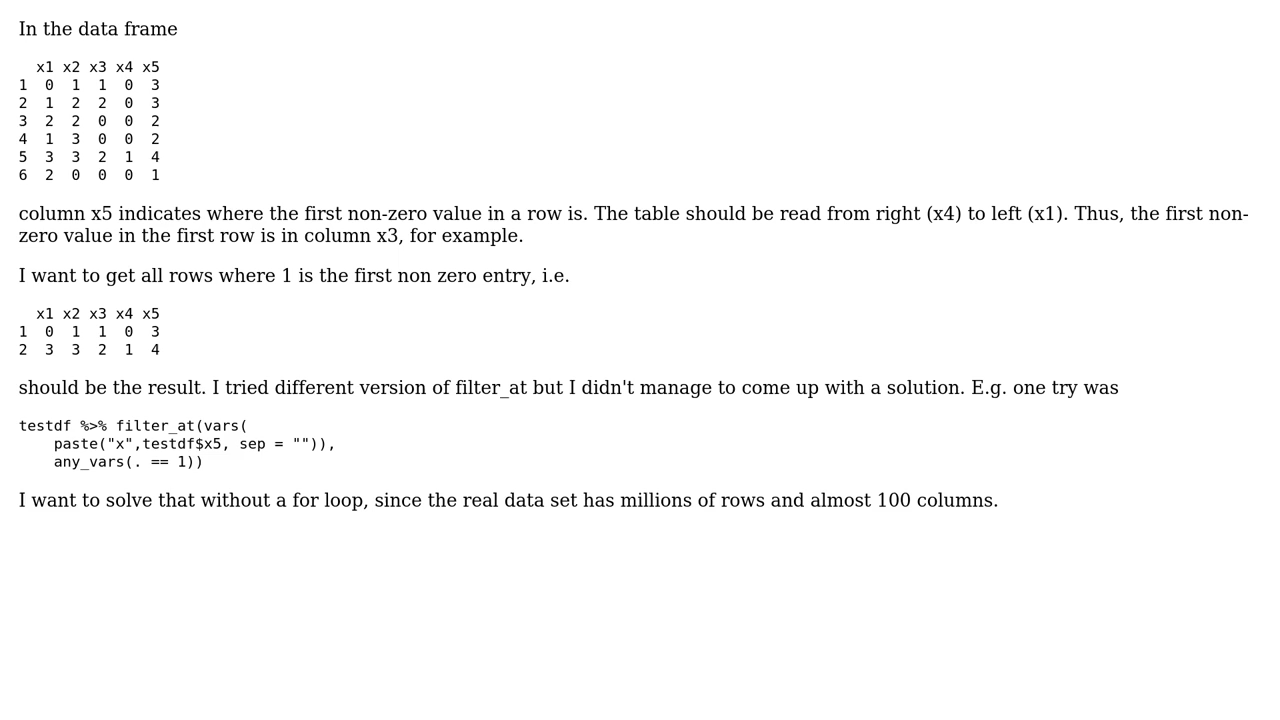 In the data frame
  x1 x2 x3 x4 x5
1  0  1  1  0  3
2  1  2  2  0  3
3  2  2  0  0  2
4  1  3  0  0  2
5  3  3  2  1  4
6  2  0  0  0  1
column x5 indicates where the first non-zero value in a row is. The table should be read from right (x4) to left (x1). Thus, the first non-
zero value in the first row is in column x3, for example.
I want to get all rows where 1 is the first non zero entry, i.e.
  x1 x2 x3 x4 x5
1  0  1  1  0  3
2  3  3  2  1  4
should be the result. I tried different version of filter_at but I didn't manage to come up with a solution. E.g. one try was
testdf %>% filter_at(vars(
    paste("x",testdf$x5, sep = "")),
    any_vars(. == 1))
I want to solve that without a for loop, since the real data set has millions of rows and almost 100 columns.